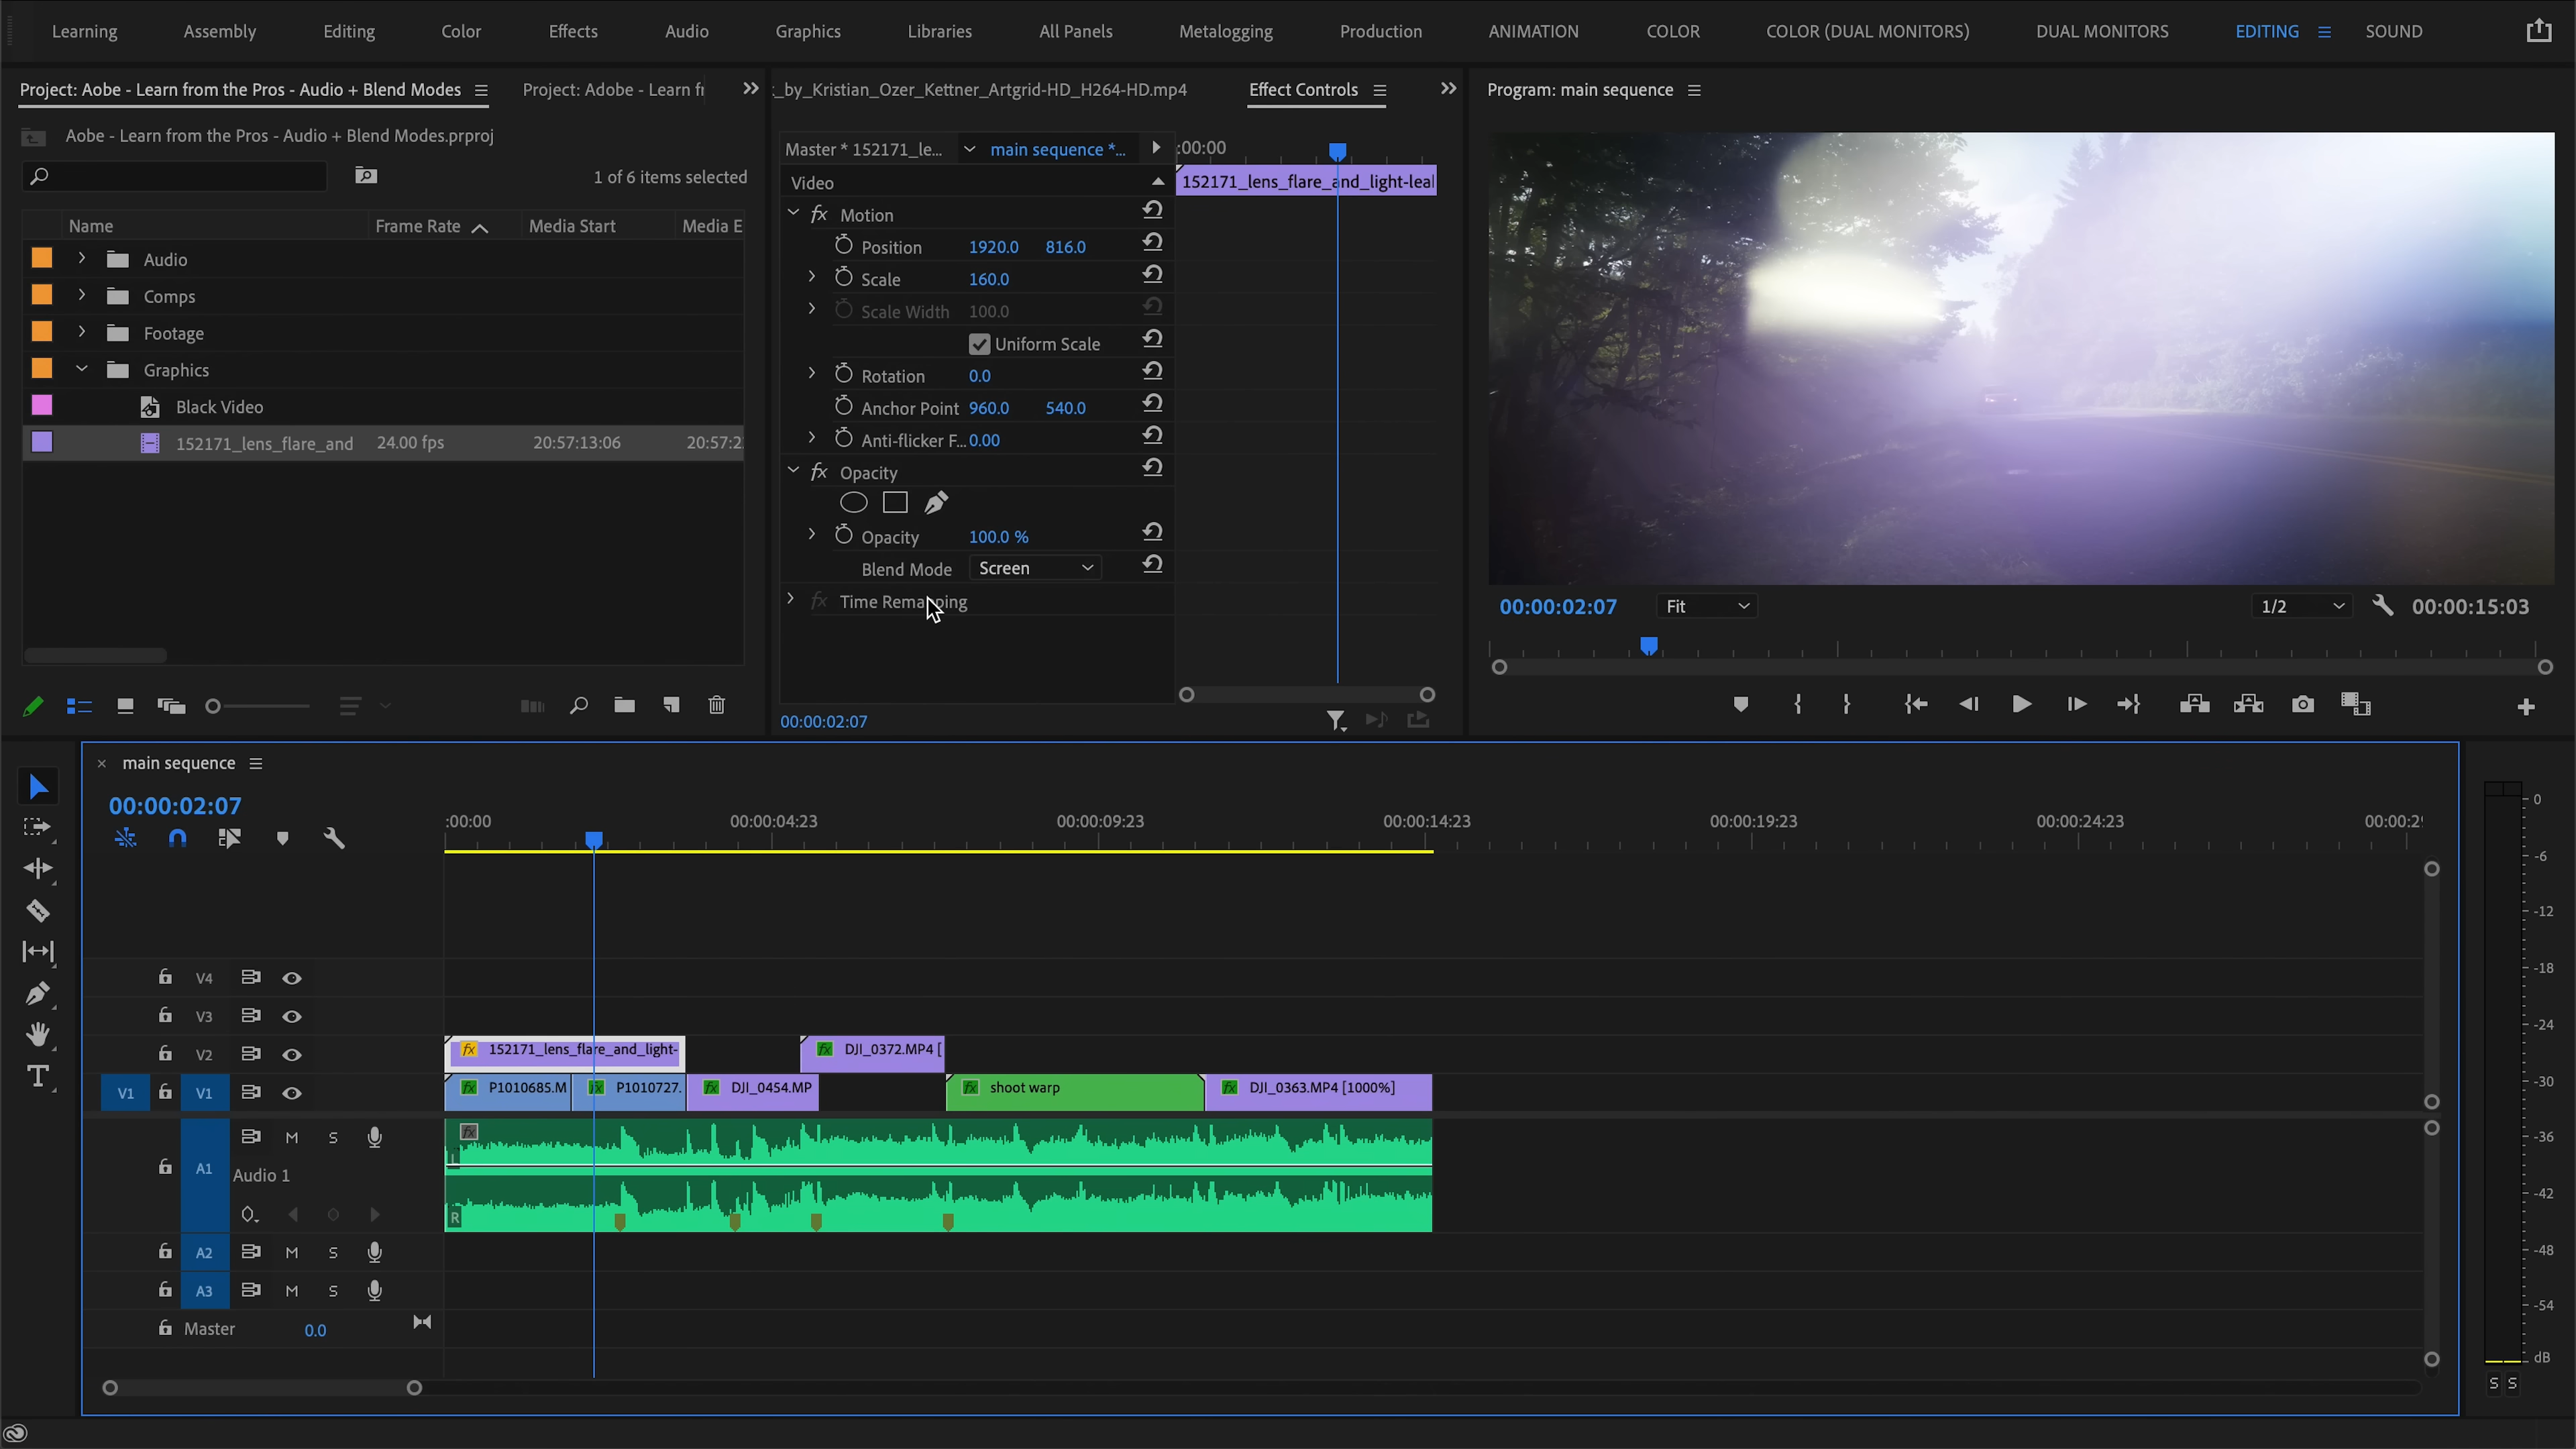 Learning Assembly Editing Color Effects Audio Graphics Libraries All Panels Metalogging Production ANIMATION COLOR COLOR (DUAL MONITORS) DUAL MONITORS EDITING SOUND
Project: Aobe - Learn from the Pros - Audio + Blend Modes
Project: Adobe - Learn fr
Aobe - Learn from the Pros - Audio + Blend Modes.prproj
1 of 6 items selected
Name Frame Rate Media Start Media E
Audio
Comps
Footage
Graphics
Black Video
152171_lens_flare_and 24.00 fps 20:57:13:06 20:57:2
_by_Kristian_Ozer_Kettner_Artgrid-HD_H264-HD.mp4
Effect Controls
Master * 152171_le... main sequence *... :00:00
Video
152171_lens_flare_and_light-leal
fx Motion
Position 1920.0 816.0
Scale 160.0
Scale Width 100.0
Uniform Scale
Rotation 0.0
Anchor Point 960.0 540.0
Anti-flicker F... 0.00
fx Opacity
Opacity 100.0 %
Blend Mode Screen
fx Time Remapping
00:00:02:07
Program: main sequence
00:00:02:07 Fit 1/2 00:00:15:03
main sequence
00:00:02:07
:00:00 00:00:04:23 00:00:09:23 00:00:14:23 00:00:19:23 00:00:24:23 00:00:2
V4
V3
V2
fx 152171_lens_flare_and_light-
fx DJI_0372.MP4 [
V1 V1
fx P1010685.M
fx P1010727.
fx DJI_0454.MP
fx shoot warp
fx DJI_0363.MP4 [1000%]
A1 M S
fx
L
Audio 1
R
A2 M S
A3 M S
Master 0.0
0
-6
-12
-18
-24
-30
-36
-42
-48
-54
dB
S S